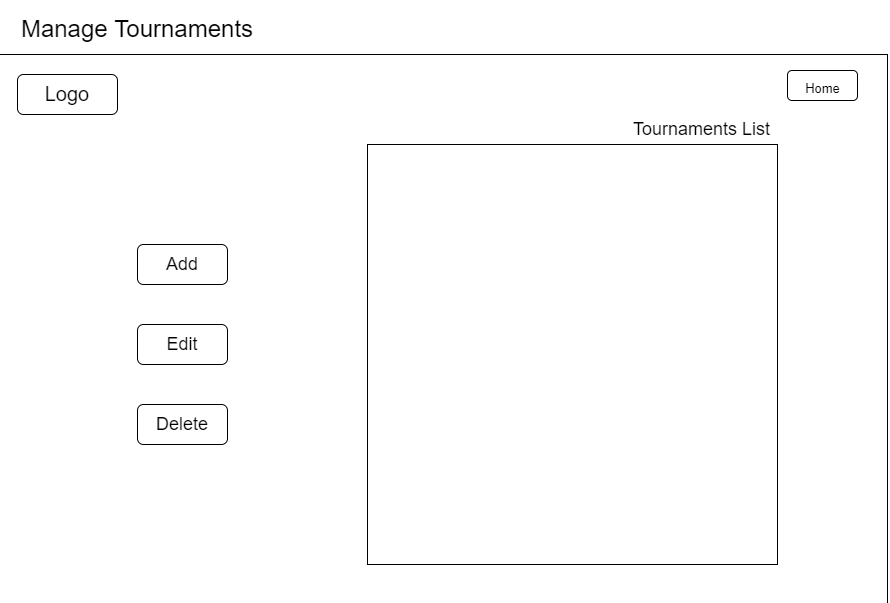 Manage Tournaments
Logo
Home
Tournaments List
Add
Edit
Delete